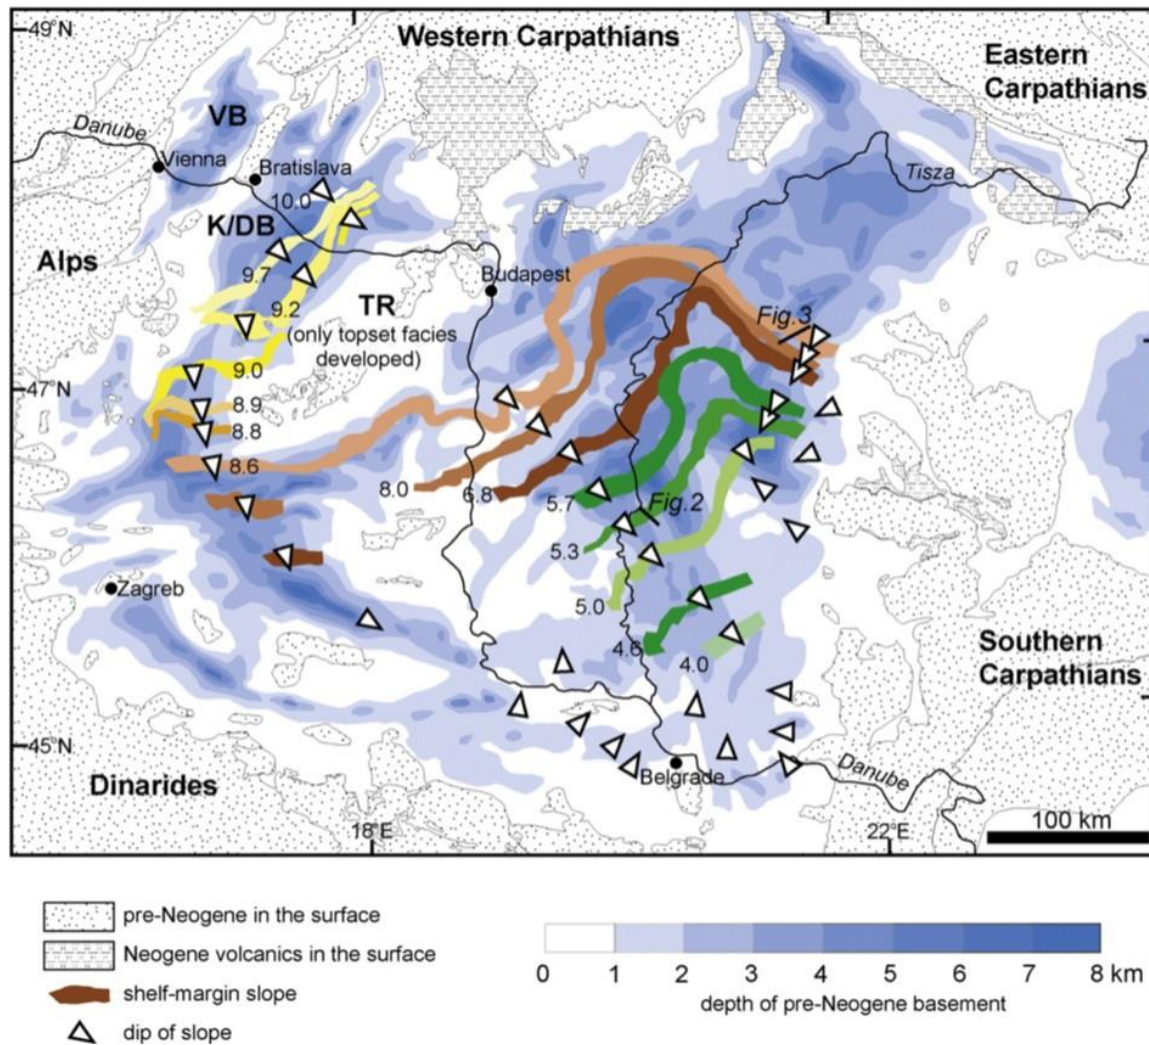 49°N
Western Carpathians
Eastern
Carpathians
VB
Danube
Vienna
Bratislava
10.0
Tisza
K/DB
Alps
9.7
Budapest
9.2
TR
(only topset facies
developed)
Fig.3
47°N
9.0
8.9
8.8
8.6
8.0
6.8
5.7
Fig.2
5.3
5.0
Zagreb
4.6
4.0
Southern
Carpathians
45°N
Dinarides
Belgrade
Danube
18°E
22°E
100 km
pre-Neogene in the surface
Neogene volcanics in the surface
shelf-margin slope
dip of slope
0 1 2 3 4 5 6 7 8 km
depth of pre-Neogene basement